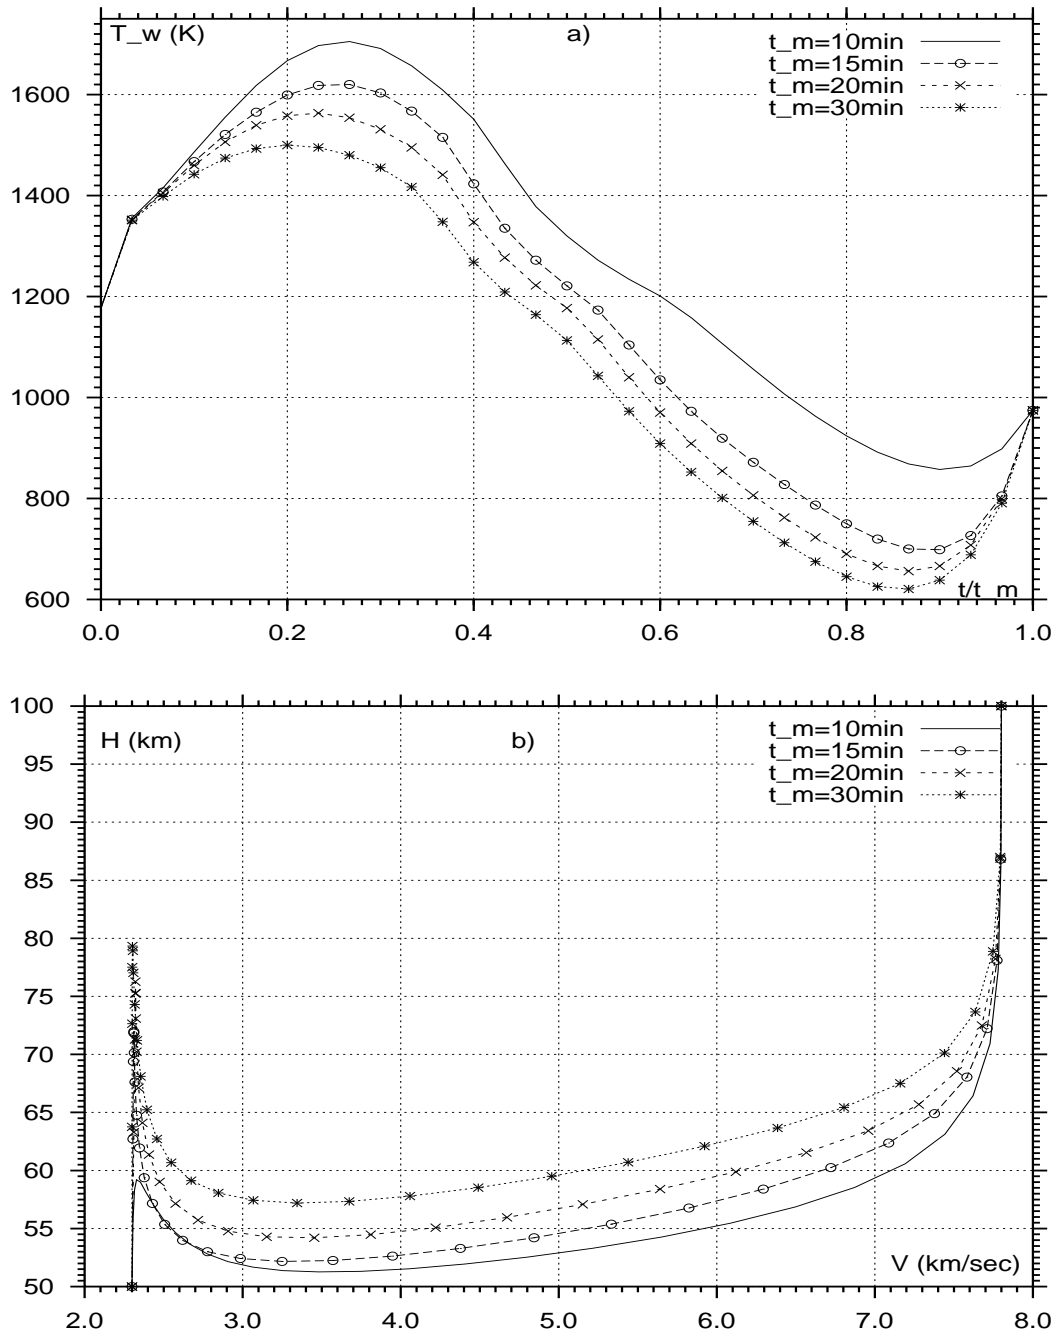 T_w (K)
a)
t_m=10min
t_m=15min
t_m=20min
t_m=30min
1600
1400
1200
1000
800
600
t/t_m
0.0 0.2 0.4 0.6 0.8 1.0
100
H (km)
b)
t_m=10min
t_m=15min
t_m=20min
t_m=30min
95
90
85
80
75
70
65
60
55
50
V (km/sec)
2.0 3.0 4.0 5.0 6.0 7.0 8.0